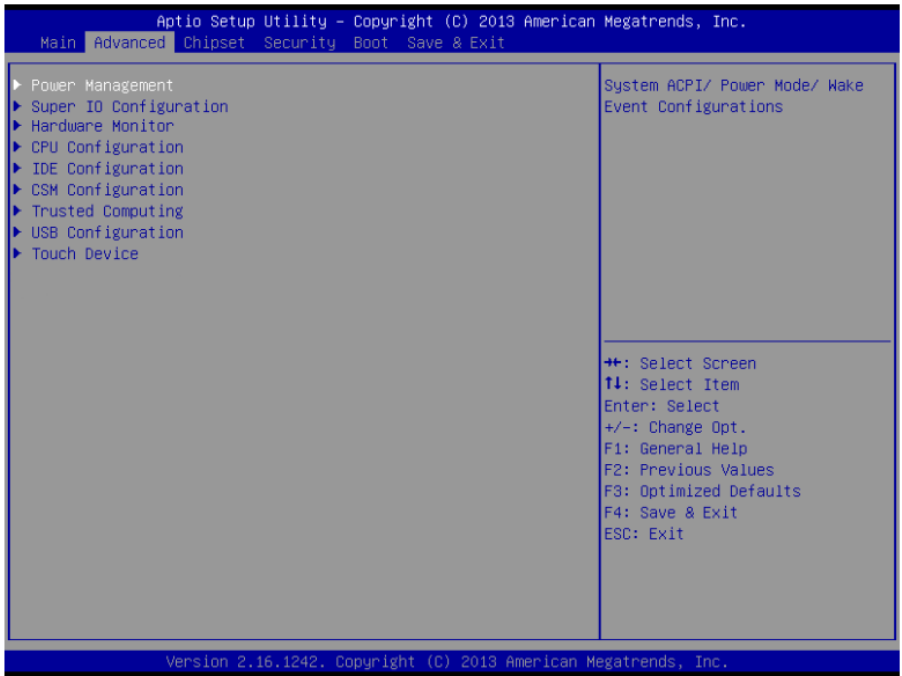 Aptio Setup Utility – Copyright (C) 2013 American Megatrends, Inc.
Main Advanced Chipset Security Boot Save & Exit
▶ Power Management
▶ Super IO Configuration
▶ Hardware Monitor
▶ CPU Configuration
▶ IDE Configuration
▶ CSM Configuration
▶ Trusted Computing
▶ USB Configuration
▶ Touch Device
System ACPI/ Power Mode/ Wake
Event Configurations
→←: Select Screen
↑↓: Select Item
Enter: Select
+/-: Change Opt.
F1: General Help
F2: Previous Values
F3: Optimized Defaults
F4: Save & Exit
ESC: Exit
Version 2.16.1242. Copyright (C) 2013 American Megatrends, Inc.